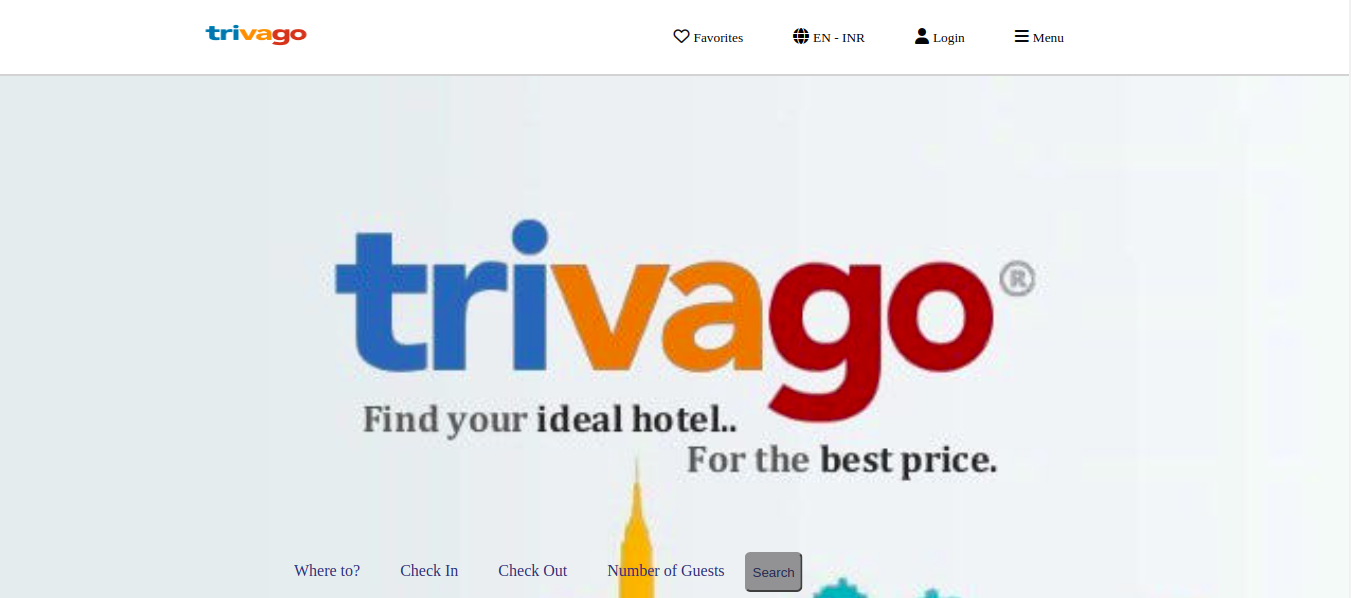 trivago Favorites EN - INR Login Menu
trivago®
Find your ideal hotel..
For the best price.
Where to? Check In Check Out Number of Guests Search